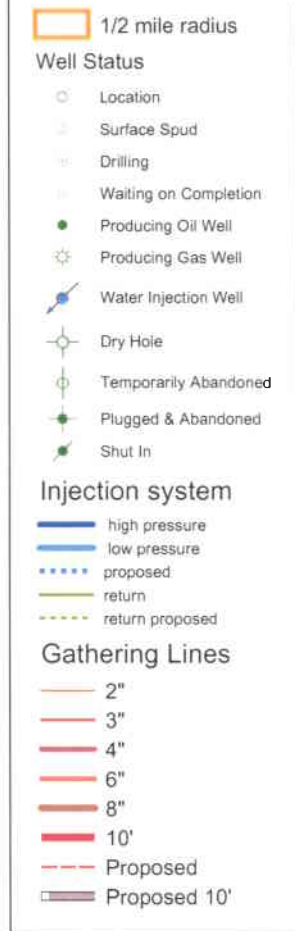 1/2 mile radius
Well Status
Location
Surface Spud
Drilling
Waiting on Completion
Producing Oil Well
Producing Gas Well
Water Injection Well
Dry Hole
Temporarily Abandoned
Plugged & Abandoned
Shut In
Injection system
high pressure
low pressure
proposed
return
return proposed
Gathering Lines
2"
3"
4"
6"
8"
10'
Proposed
Proposed 10'